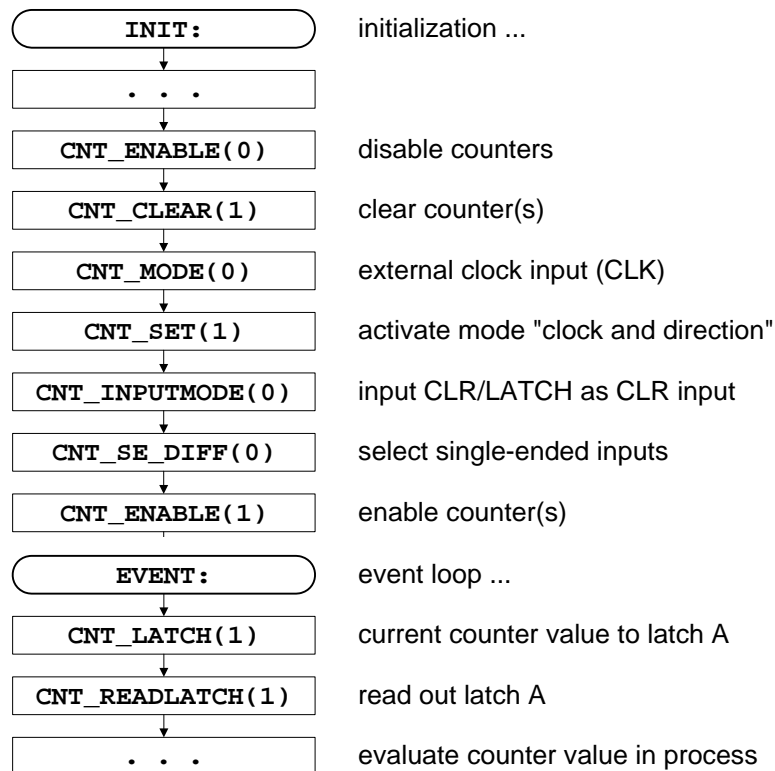 INIT: initialization ...
. . .
CNT_ENABLE(0) disable counters
CNT_CLEAR(1) clear counter(s)
CNT_MODE(0) external clock input (CLK)
CNT_SET(1) activate mode "clock and direction"
CNT_INPUTMODE(0) input CLR/LATCH as CLR input
CNT_SE_DIFF(0) select single-ended inputs
CNT_ENABLE(1) enable counter(s)
EVENT: event loop ...
CNT_LATCH(1) current counter value to latch A
CNT_READLATCH(1) read out latch A
. . . evaluate counter value in process